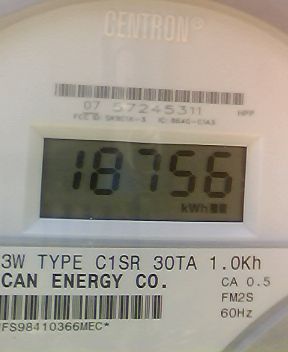 CENTRON®
07 57245311 HPP
18756
kWh
3W TYPE C1SR 30TA 1.0Kh
CAN ENERGY CO. CA 0.5
FM2S
60Hz
*FS98410366MEC*